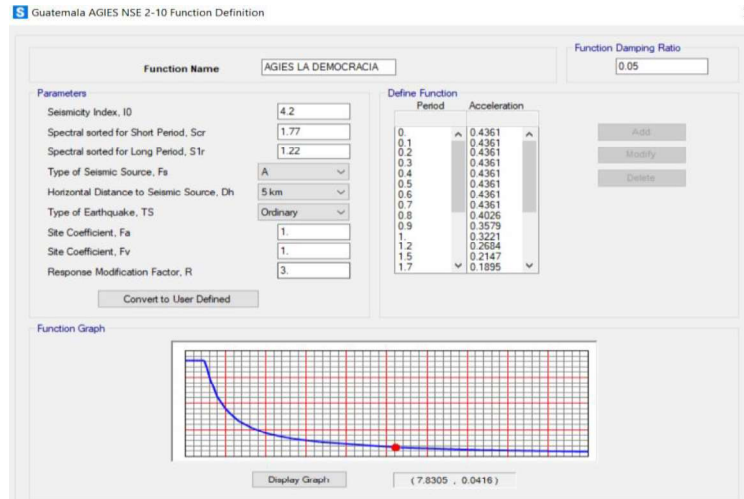 S Guatemala AGIES NSE 2-10 Function Definition
Function Damping Ratio
Function Name AGIES LA DEMOCRACIA 0.05
Parameters
Seismicity Index, I0 4.2
Spectral sorted for Short Period, Scr 1.77
Spectral sorted for Long Period, S1r 1.22
Type of Seismic Source, Fs A
Horizontal Distance to Seismic Source, Dh 5 km
Type of Earthquake, TS Ordinary
Site Coefficient, Fa 1.
Site Coefficient, Fv 1.
Response Modification Factor, R 3.
Convert to User Defined
Define Function
Period Acceleration
0. 0.4361
0.1 0.4361
0.2 0.4361
0.3 0.4361
0.4 0.4361
0.5 0.4361
0.6 0.4361
0.7 0.4361
0.8 0.4026
0.9 0.3579
1. 0.3221
1.2 0.2684
1.5 0.2147
1.7 0.1895
Add
Modify
Delete
Function Graph
Display Graph (7.8305 , 0.0416)